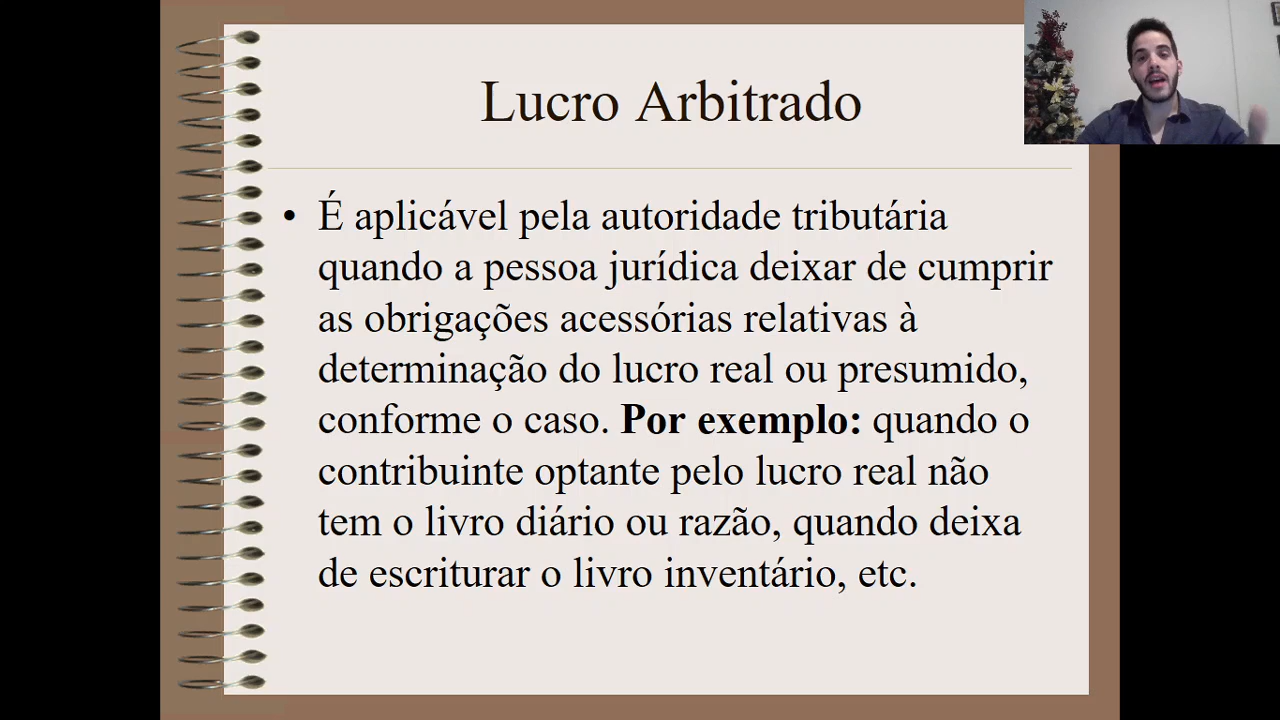 Lucro Arbitrado
• É aplicável pela autoridade tributária
quando a pessoa jurídica deixar de cumprir
as obrigações acessórias relativas à
determinação do lucro real ou presumido,
conforme o caso. Por exemplo: quando o
contribuinte optante pelo lucro real não
tem o livro diário ou razão, quando deixa
de escriturar o livro inventário, etc.